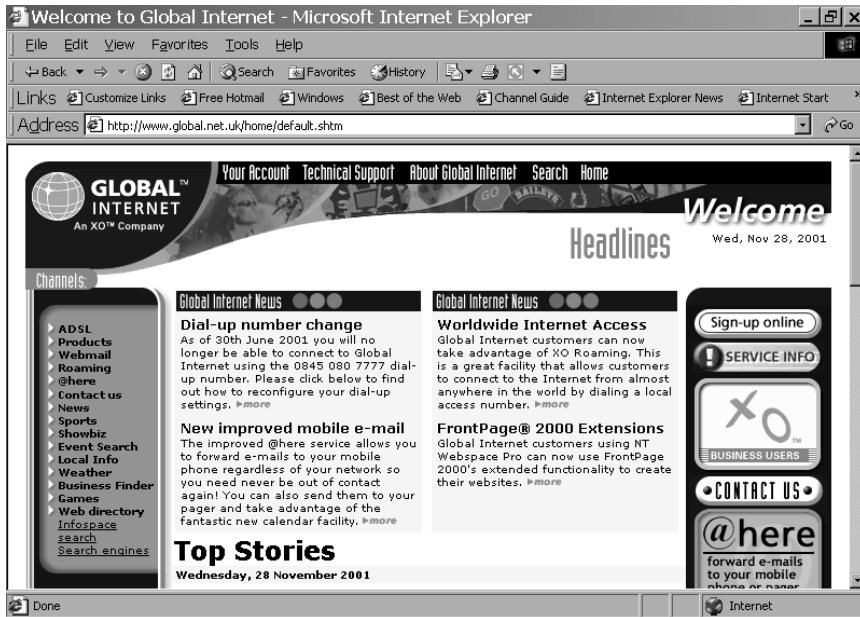 Welcome to Global Internet - Microsoft Internet Explorer
File Edit View Favorites Tools Help
Back Search Favorites History
Links Customize Links Free Hotmail Windows Best of the Web Channel Guide Internet Explorer News Internet Start
Address http://www.global.net.uk/home/default.shtm Go
Your Account Technical Support About Global Internet Search Home
GLOBAL™
INTERNET
An XO™ Company
GO BAILEYS
Welcome
Headlines
Wed, Nov 28, 2001
Channels:
ADSL
Products
Webmail
Roaming
@here
Contact us
News
Sports
Showbiz
Event Search
Local Info
Weather
Business Finder
Games
Web directory
Infospace
search
Search engines
Global Internet News
Dial-up number change
As of 30th June 2001 you will no
longer be able to connect to Global
Internet using the 0845 080 7777 dial-
up number. Please click below to find
out how to reconfigure your dial-up
settings. more
New improved mobile e-mail
The improved @here service allows you
to forward e-mails to your mobile
phone regardless of your network so
you need never be out of contact
again! You can also send them to your
pager and take advantage of the
fantastic new calendar facility. more
Global Internet News
Worldwide Internet Access
Global Internet customers can now
take advantage of XO Roaming. This
is a great facility that allows customers
to connect to the Internet from almost
anywhere in the world by dialing a local
access number. more
FrontPage® 2000 Extensions
Global Internet customers using NT
Webspace Pro can now use FrontPage
2000's extended functionality to create
their websites. more
Top Stories
Wednesday, 28 November 2001
Sign-up online
! SERVICE INFO
XO™
BUSINESS USERS
CONTACT US
@here
forward e-mails
to your mobile
phone or pager
Done Internet